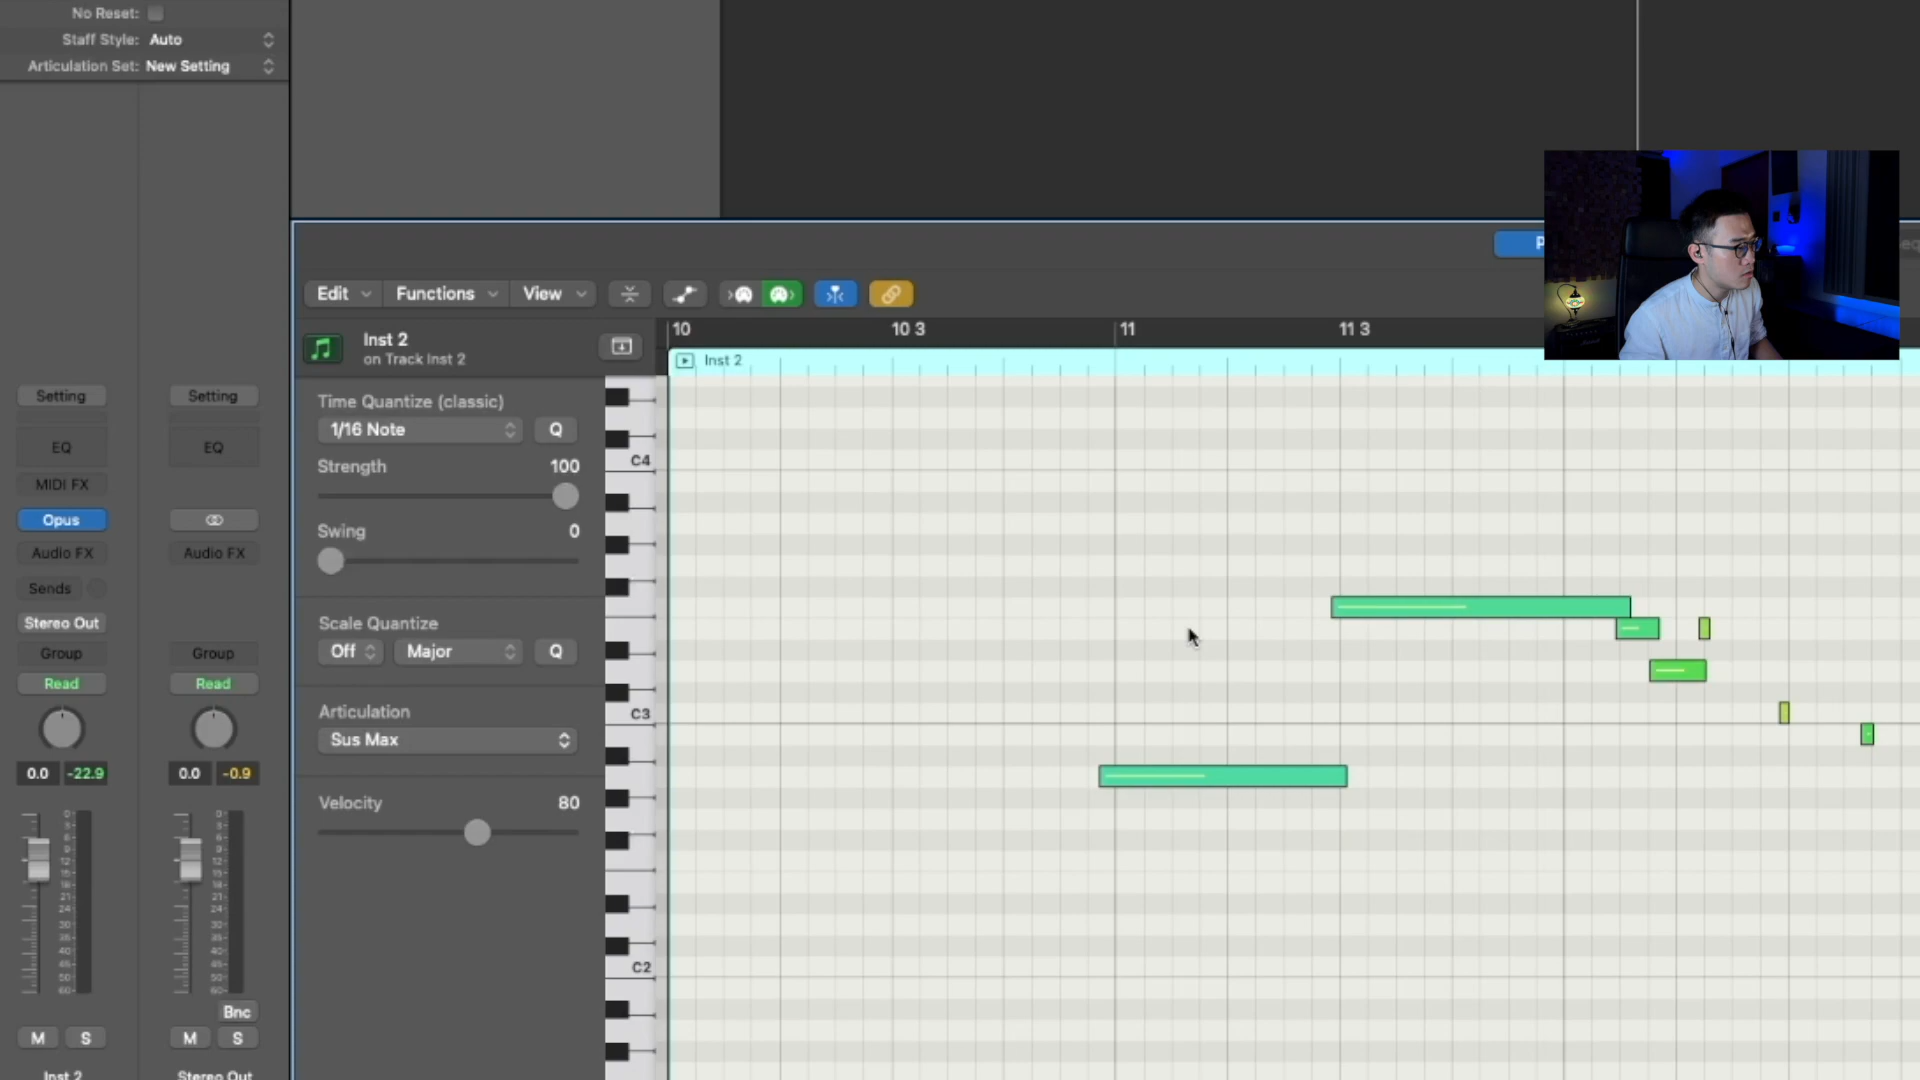 No Reset:
Staff Style: Auto
Articulation Set: New Setting
Edit Functions View
Inst 2
on Track Inst 2
10 10 3 11 11 3
Inst 2
Time Quantize (classic)
1/16 Note Q
Strength 100
Swing 0
Scale Quantize
Off Major Q
Articulation
Sus Max
Velocity 80
C4
C3
C2
Setting Setting
EQ EQ
MIDI FX
Opus
Audio FX Audio FX
Sends
Stereo Out
Group Group
Read Read
0.0 -22.9 0.0 -0.9
Bnc
M S M S
Inst 2 Stereo Out